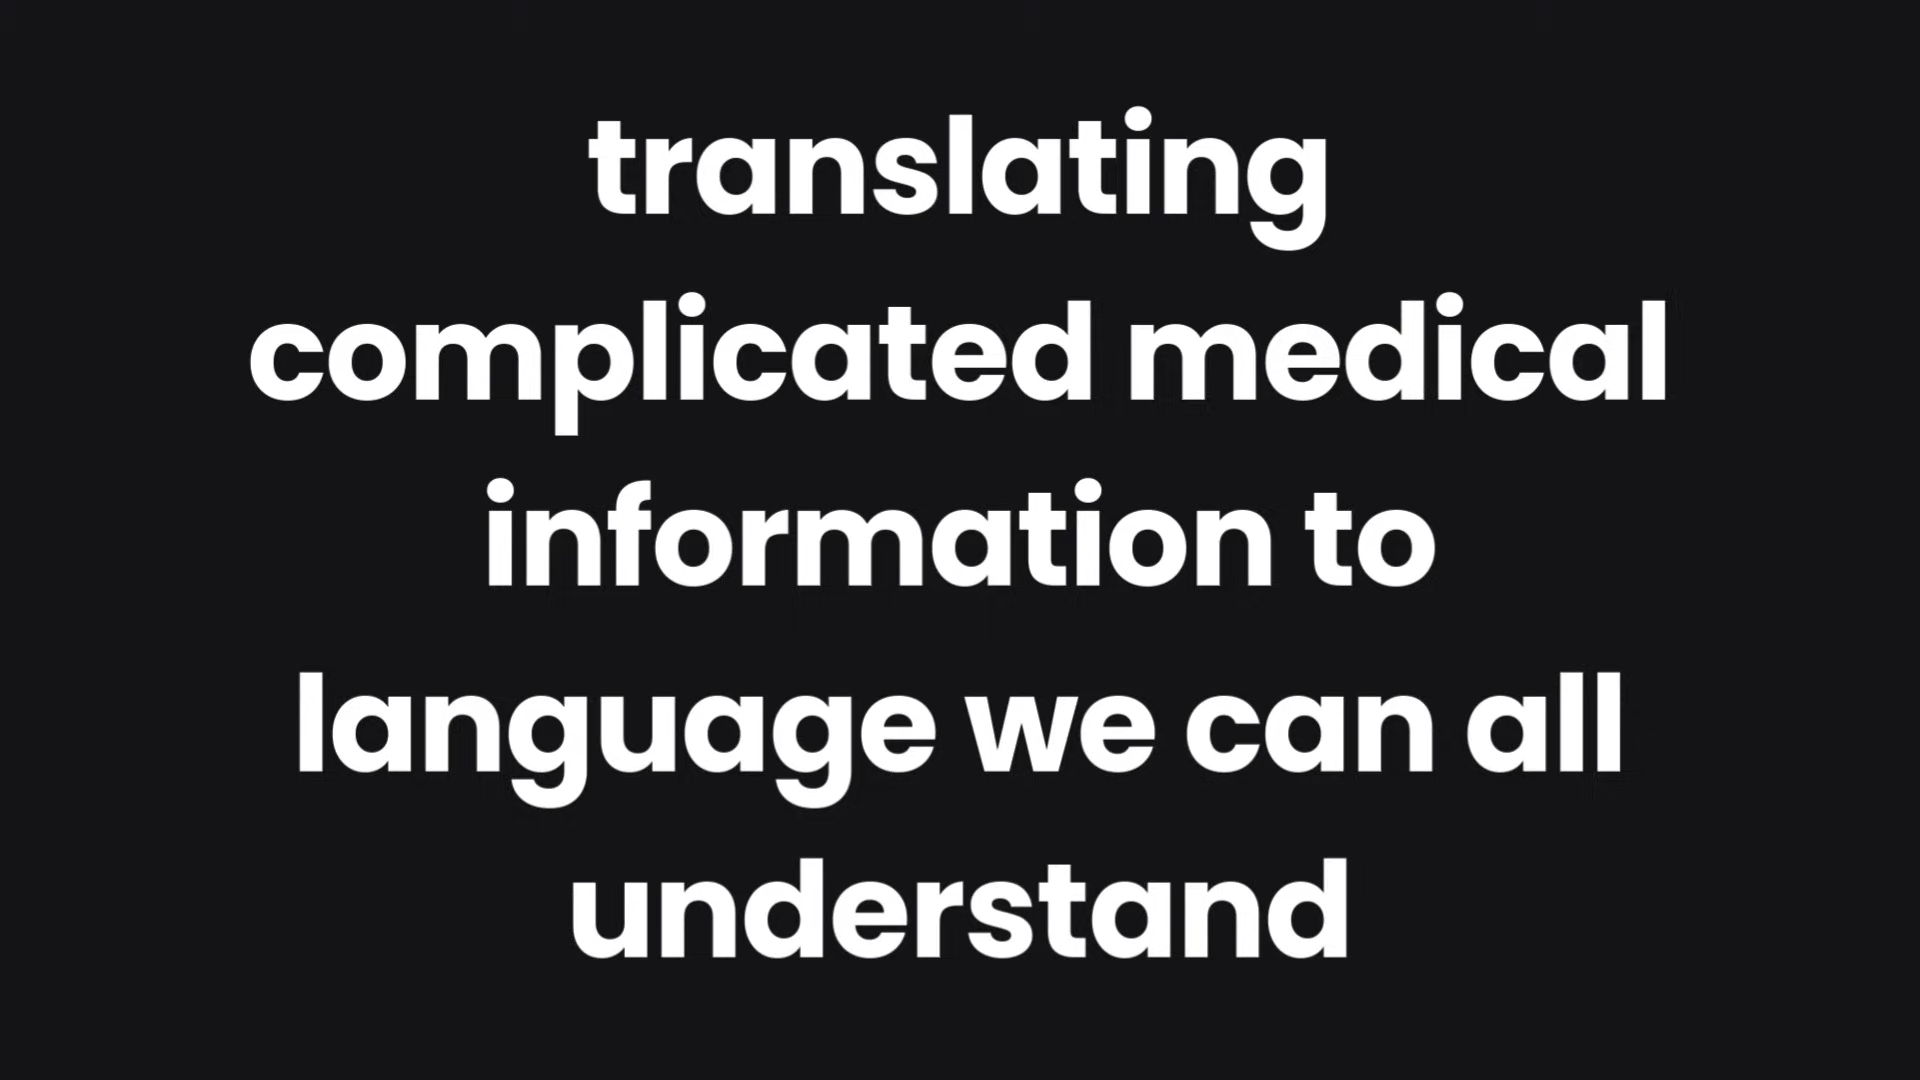 translating
complicated medical
information to
language we can all
understand